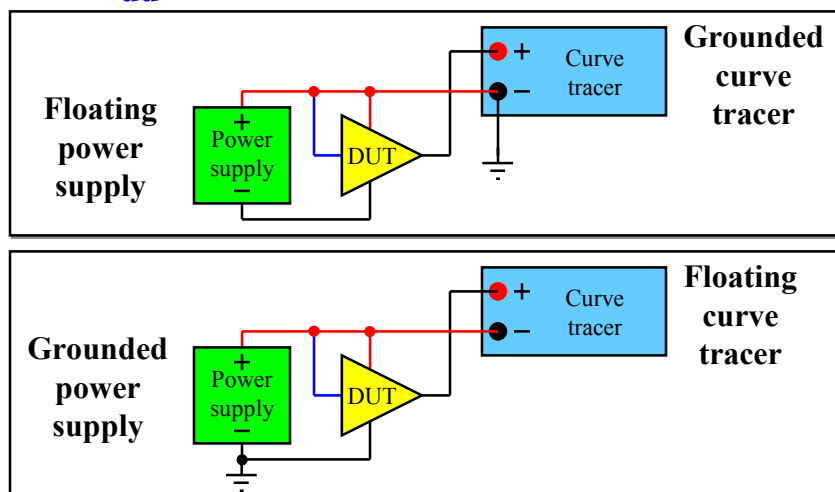 dd
Grounded
curve
tracer
+
Curve
tracer
−
Floating
power
supply
+
Power
supply
−
DUT
Floating
curve
tracer
+
Curve
tracer
−
Grounded
power
supply
+
Power
supply
−
DUT